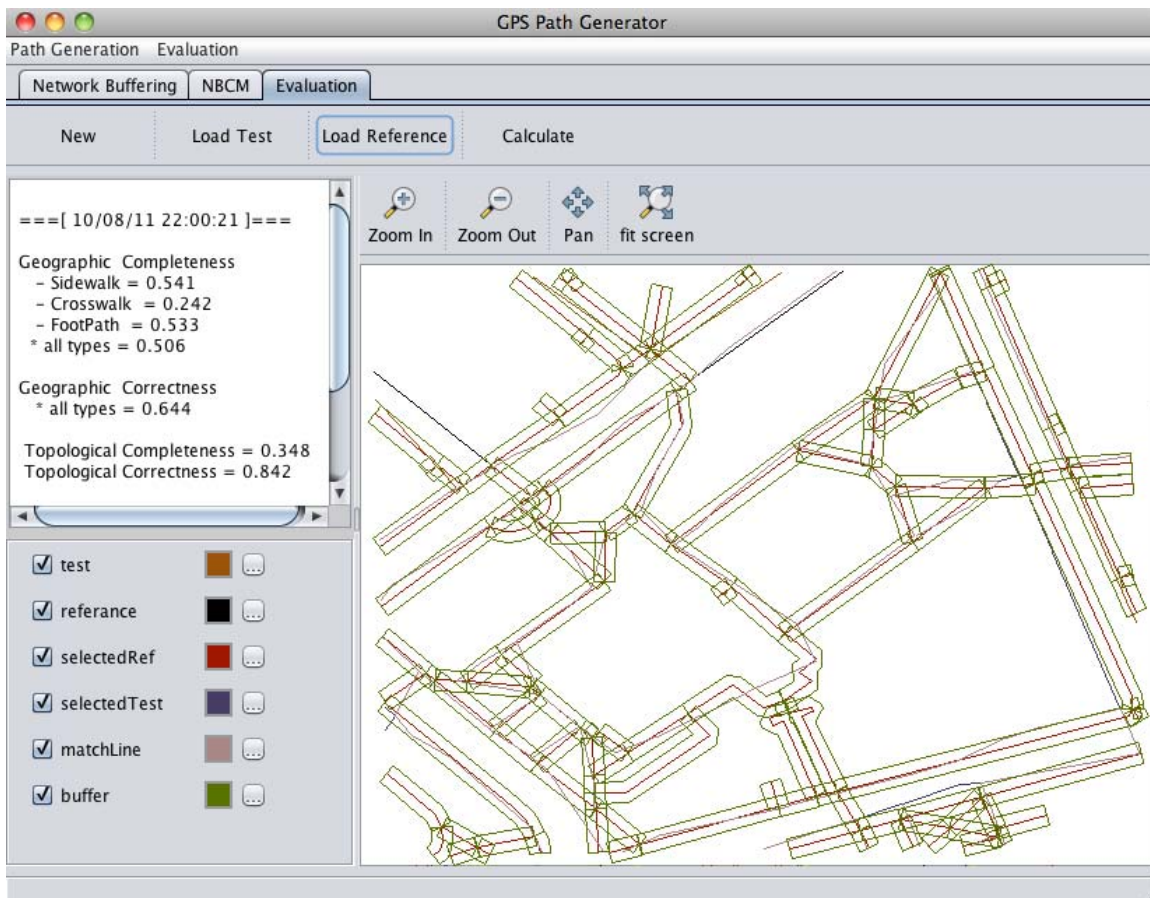 GPS Path Generator
Path Generation Evaluation
Network Buffering NBCM Evaluation
New Load Test Load Reference Calculate
===[ 10/08/11 22:00:21 ]===
Geographic Completeness
- Sidewalk = 0.541
- Crosswalk = 0.242
- FootPath = 0.533
* all types = 0.506
Geographic Correctness
* all types = 0.644
Topological Completeness = 0.348
Topological Correctness = 0.842
Zoom In Zoom Out Pan fit screen
test ...
referance ...
selectedRef ...
selectedTest ...
matchLine ...
buffer ...